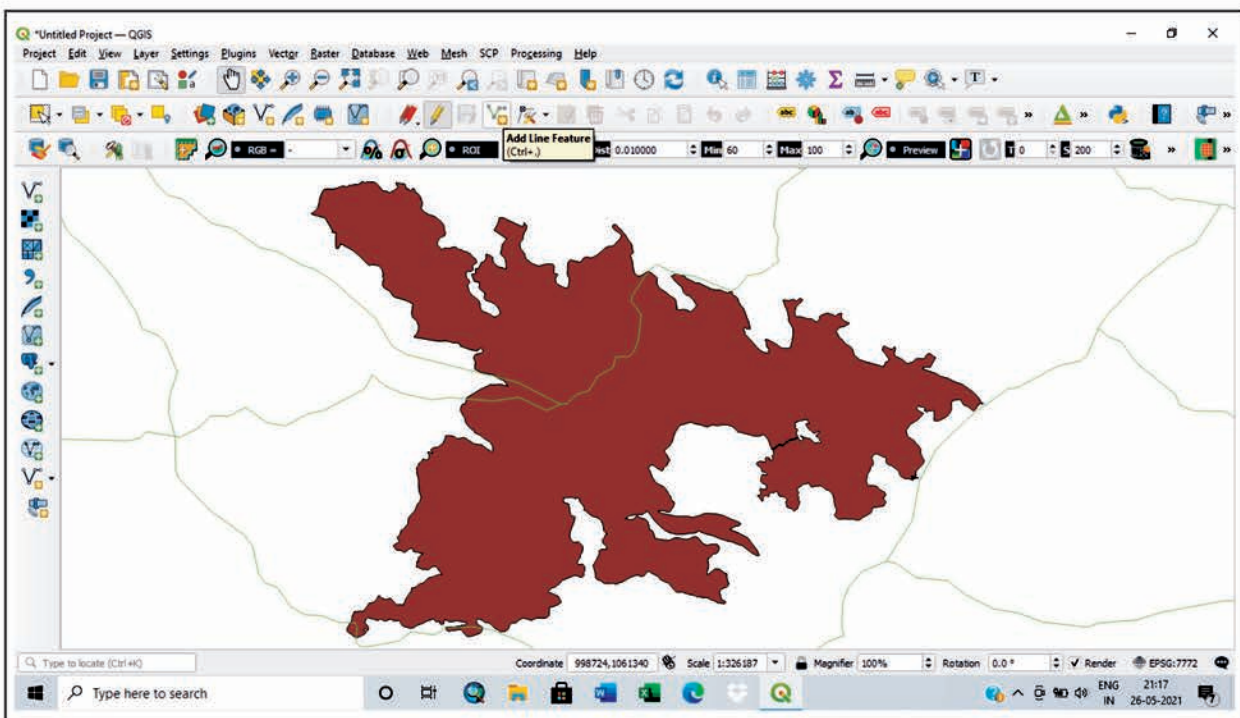 *Untitled Project — QGIS
Project Edit View Layer Settings Plugins Vector Raster Database Web Mesh SCP Processing Help
Add Line Feature
(Ctrl+.)
RGB = -
ROI
Dist 0.010000
Min 60
Max 100
Preview
T 0
S 200
Type to locate (Ctrl+K)
Coordinate 998724,1061340
Scale 1:326187
Magnifier 100%
Rotation 0.0 °
Render
EPSG:7772
Type here to search
ENG
IN
21:17
26-05-2021